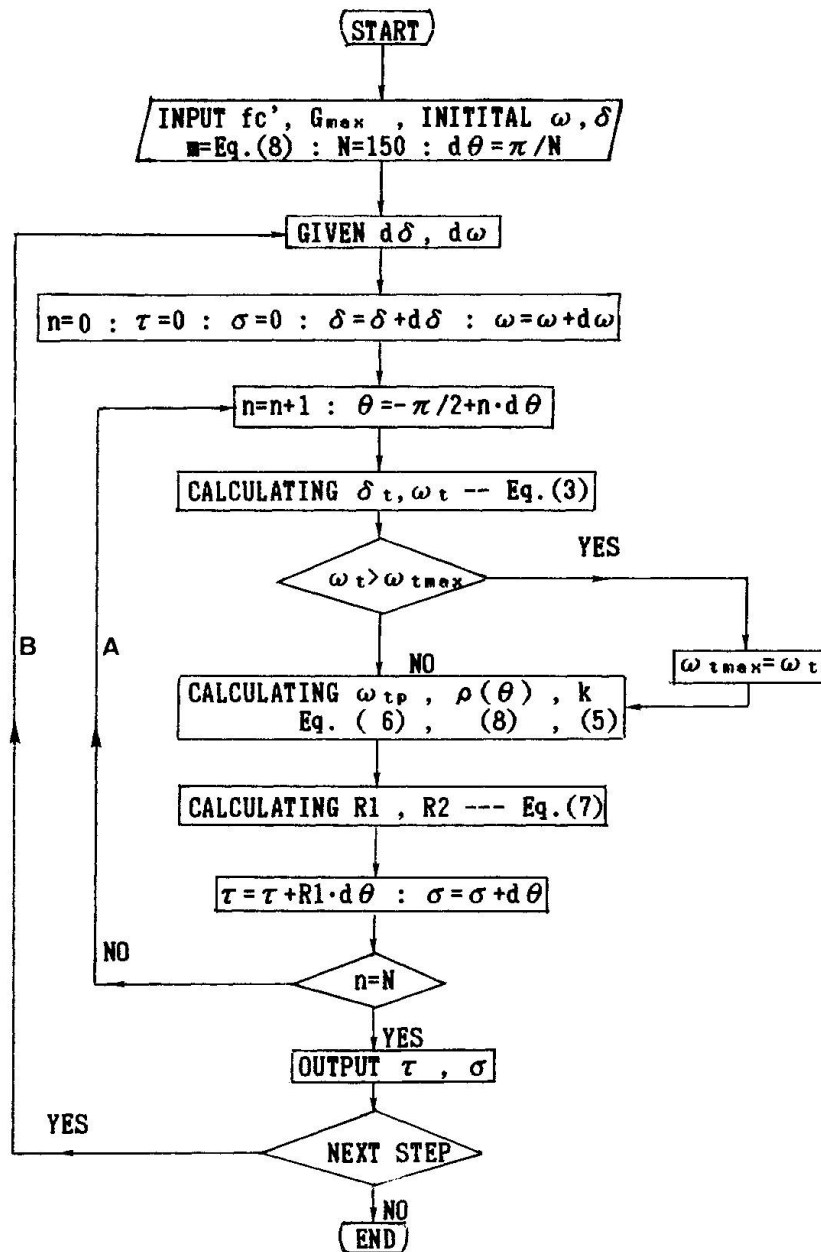 START
INPUT fc', Gmax , INITITAL ω, δ
m=Eq.(8) : N=150 : dθ=π/N
GIVEN dδ, dω
n=0 : τ=0 : σ=0 : δ=δ+dδ : ω=ω+dω
n=n+1 : θ=-π/2+n·dθ
CALCULATING δt, ωt -- Eq.(3)
YES
ωt>ωtmax
B
A
NO
ωtmax=ωt
CALCULATING ωtp , ρ(θ) , k
Eq. ( 6) , (8) , (5)
CALCULATING R1 , R2 --- Eq.(7)
τ=τ+R1·dθ : σ=σ+dθ
NO
n=N
YES
OUTPUT τ , σ
YES
NEXT STEP
NO
END